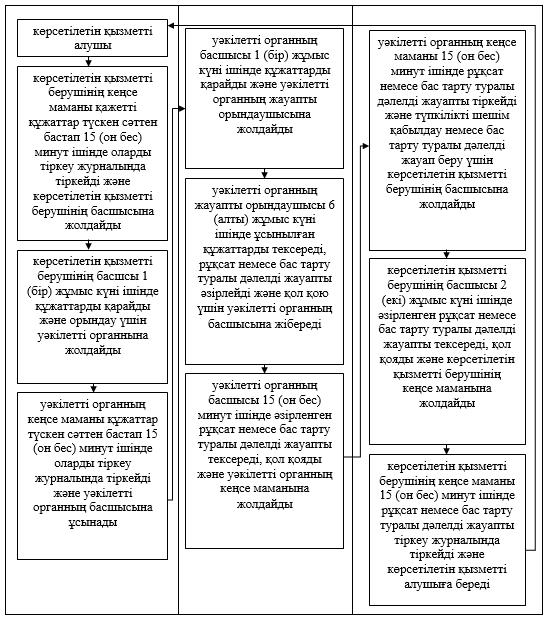 көрсетілетін қызметті
алушы
көрсетілетін қызметті
берушінің кеңсе
маманы қажетті
құжаттар түскен сәттен
бастап 15 (он бес)
минут ішінде оларды
тіркеу журналында
тіркейді және
көрсетілетін қызметті
берушінің басшысына
жолдайды
көрсетілетін қызметті
берушінің басшсы 1
(бір) жұмыс күні ішінде
құжаттарды қарайды
және орындау үшін
уәкілетті органнына
жолдайды
уәкілетті органның
кеңсе маманы құжаттар
түскен сәттен бастап 15
(он бес) минут ішінде
оларды тіркеу
журналында тіркейді
және уәкілетті
органның басшысына
ұсынады
уәкілетті органның
басшысы 1 (бір) жұмыс
күні ішінде құжаттарды
қарайды және уәкілетті
органның жауапты
орындаушысына
жолдайды
уәкілетті органның
жауапты орындаушысы 6
(алты) жұмыс күні
ішінде ұсынылған
құжаттарды тексереді,
рұқсат немесе бас тарту
туралы дәлелді жауапты
әзірлейді және қол қою
үшін уәкілетті органның
басшысына жібереді
уәкілетті органның
басшысы 15 (он бес)
минут ішінде әзірленген
рұқсат немесе бас тарту
туралы дәлелді жауапты
тексереді, қол қояды
және уәкілетті органның
кеңсе маманына
жолдайды
уәкілетті органның кеңсе
маманы 15 (он бес)
минут ішінде рұқсат
немесе бас тарту туралы
дәлелді жауапты тіркейді
және түпкілікті шешім
қабылдау немесе бас
тарту туралы дәлелді
жауап беру үшін
көрсетілетін қызметті
берушінің басшысына
жолдайды
көрсетілетін қызметті
берушінің басшысы 2
(екі) жұмыс күні ішінде
әзірленген рұқсат немесе
бас тарту туралы дәлелді
жауапты тексереді, қол
қояды және көрсетілетін
қызметті берушінің
кеңсе маманына
жолдайды
көрсетілетін қызметті
берушінің кеңсе маманы
15 (он бес) минут ішінде
рұқсат немесе бас тарту
туралы дәлелді жауапты
тіркеу журналында
тіркейді және
көрсетілетін қызметті
алушыға береді